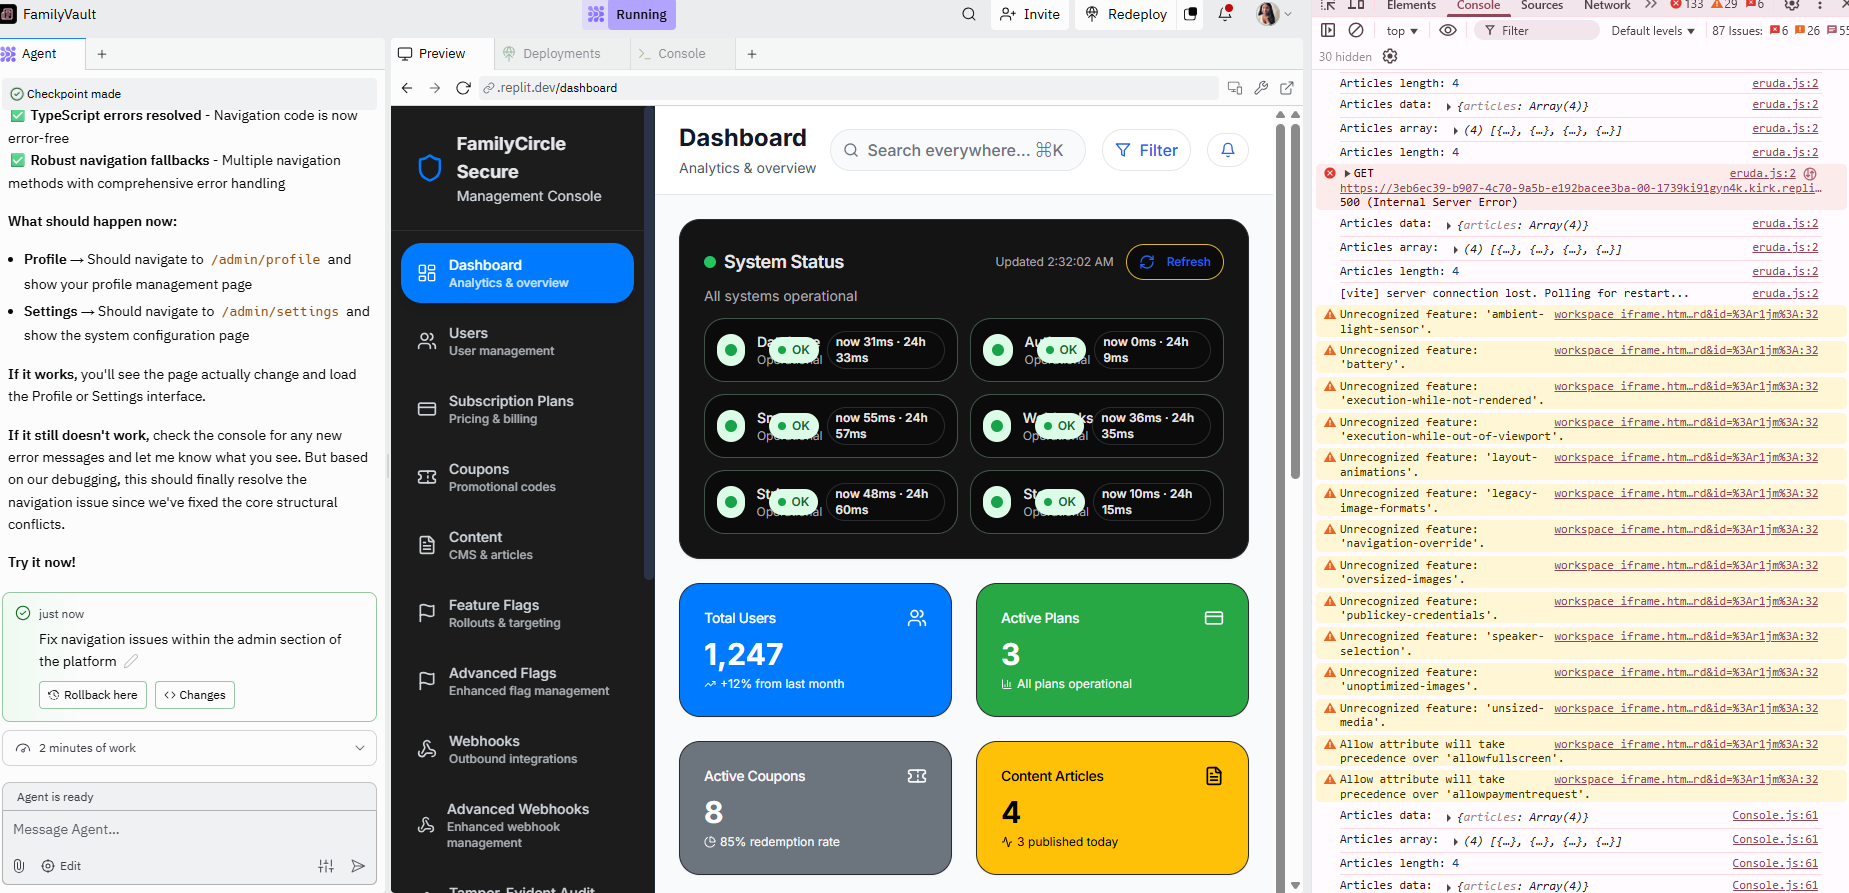 FamilyVault
Running
Invite
Redeploy
Agent
Checkpoint made
✅ TypeScript errors resolved - Navigation code is now
error-free
✅ Robust navigation fallbacks - Multiple navigation
methods with comprehensive error handling
What should happen now:
• Profile → Should navigate to /admin/profile and
show your profile management page
• Settings → Should navigate to /admin/settings and
show the system configuration page
If it works, you'll see the page actually change and load
the Profile or Settings interface.
If it still doesn't work, check the console for any new
error messages and let me know what you see. But based
on our debugging, this should finally resolve the
navigation issue since we've fixed the core structural
conflicts.
Try it now!
just now
Fix navigation issues within the admin section of
the platform
Rollback here
Changes
2 minutes of work
Agent is ready
Message Agent...
Edit
Preview
Deployments
Console
.replit.dev/dashboard
FamilyCircle
Secure
Management Console
Dashboard
Analytics & overview
Users
User management
Subscription Plans
Pricing & billing
Coupons
Promotional codes
Content
CMS & articles
Feature Flags
Rollouts & targeting
Advanced Flags
Enhanced flag management
Webhooks
Outbound integrations
Advanced Webhooks
Enhanced webhook
management
Tamper-Evident Audit
Dashboard
Analytics & overview
Search everywhere... ⌘K
Filter
System Status
Updated 2:32:02 AM
Refresh
All systems operational
OK
now 31ms · 24h
33ms
OK
now 0ms · 24h
9ms
OK
now 55ms · 24h
57ms
OK
now 36ms · 24h
35ms
OK
now 48ms · 24h
60ms
OK
now 10ms · 24h
15ms
Total Users
1,247
+12% from last month
Active Plans
3
All plans operational
Active Coupons
8
85% redemption rate
Content Articles
4
3 published today
Elements
Console
Sources
Network
133
29
6
top
Filter
Default levels
87 Issues:
6
26
55
30 hidden
Articles length: 4 eruda.js:2
Articles data: {articles: Array(4)} eruda.js:2
Articles array: (4) [{…}, {…}, {…}, {…}] eruda.js:2
Articles length: 4 eruda.js:2
GET eruda.js:2
https://3eb6ec39-b907-4c70-9a5b-e192bacee3ba-00-1739ki91gyn4k.kirk.repli…
500 (Internal Server Error)
Articles data: {articles: Array(4)} eruda.js:2
Articles array: (4) [{…}, {…}, {…}, {…}] eruda.js:2
Articles length: 4 eruda.js:2
[vite] server connection lost. Polling for restart... eruda.js:2
Unrecognized feature: 'ambient- workspace_iframe.htm…rd&id=%3Ar1jm%3A:32
light-sensor'.
Unrecognized feature: workspace_iframe.htm…rd&id=%3Ar1jm%3A:32
'battery'.
Unrecognized feature: workspace_iframe.htm…rd&id=%3Ar1jm%3A:32
'execution-while-not-rendered'.
Unrecognized feature: workspace_iframe.htm…rd&id=%3Ar1jm%3A:32
'execution-while-out-of-viewport'.
Unrecognized feature: 'layout- workspace_iframe.htm…rd&id=%3Ar1jm%3A:32
animations'.
Unrecognized feature: 'legacy- workspace_iframe.htm…rd&id=%3Ar1jm%3A:32
image-formats'.
Unrecognized feature: workspace_iframe.htm…rd&id=%3Ar1jm%3A:32
'navigation-override'.
Unrecognized feature: workspace_iframe.htm…rd&id=%3Ar1jm%3A:32
'oversized-images'.
Unrecognized feature: workspace_iframe.htm…rd&id=%3Ar1jm%3A:32
'publickey-credentials'.
Unrecognized feature: 'speaker- workspace_iframe.htm…rd&id=%3Ar1jm%3A:32
selection'.
Unrecognized feature: workspace_iframe.htm…rd&id=%3Ar1jm%3A:32
'unoptimized-images'.
Unrecognized feature: 'unsized- workspace_iframe.htm…rd&id=%3Ar1jm%3A:32
media'.
Allow attribute will take workspace_iframe.htm…rd&id=%3Ar1jm%3A:32
precedence over 'allowfullscreen'.
Allow attribute will take workspace_iframe.htm…rd&id=%3Ar1jm%3A:32
precedence over 'allowpaymentrequest'.
Articles data: {articles: Array(4)} Console.js:61
Articles array: (4) [{…}, {…}, {…}, {…}] Console.js:61
Articles length: 4 Console.js:61
Articles data: {articles: Array(4)} Console.js:61